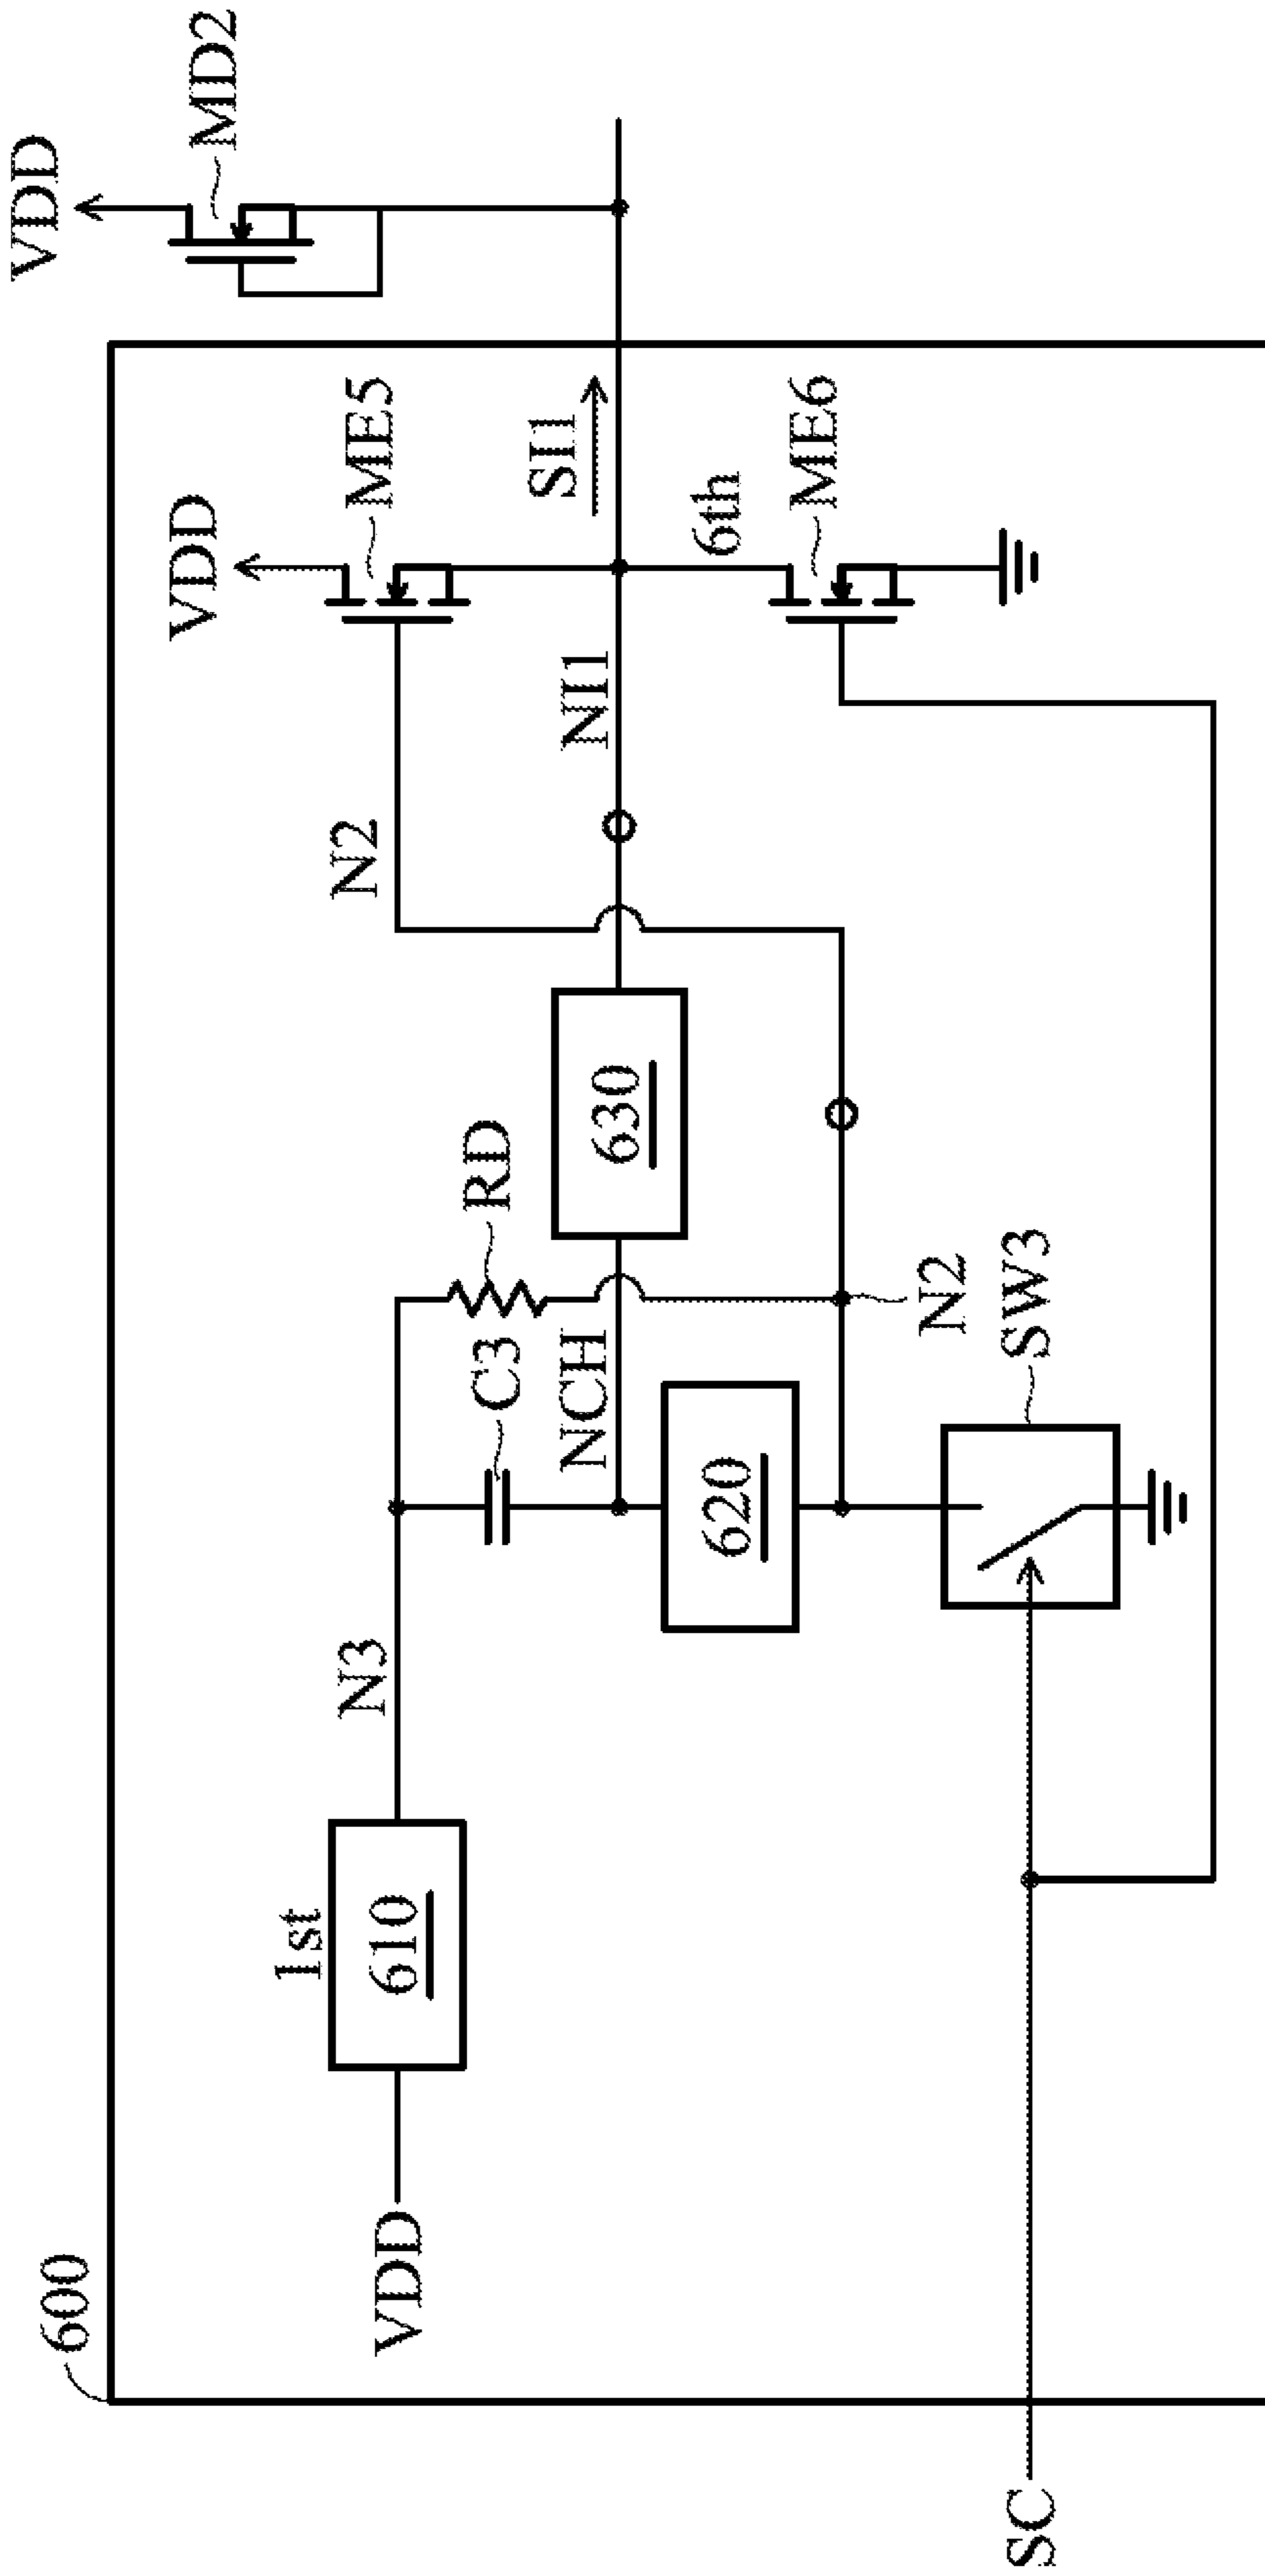 600
VDD
MD2
VDD
ME5
N2
SI1
NI1
6th
ME6
1st
610
VDD
N3
C3
RD
NCH
630
620
N2
SW3
SC